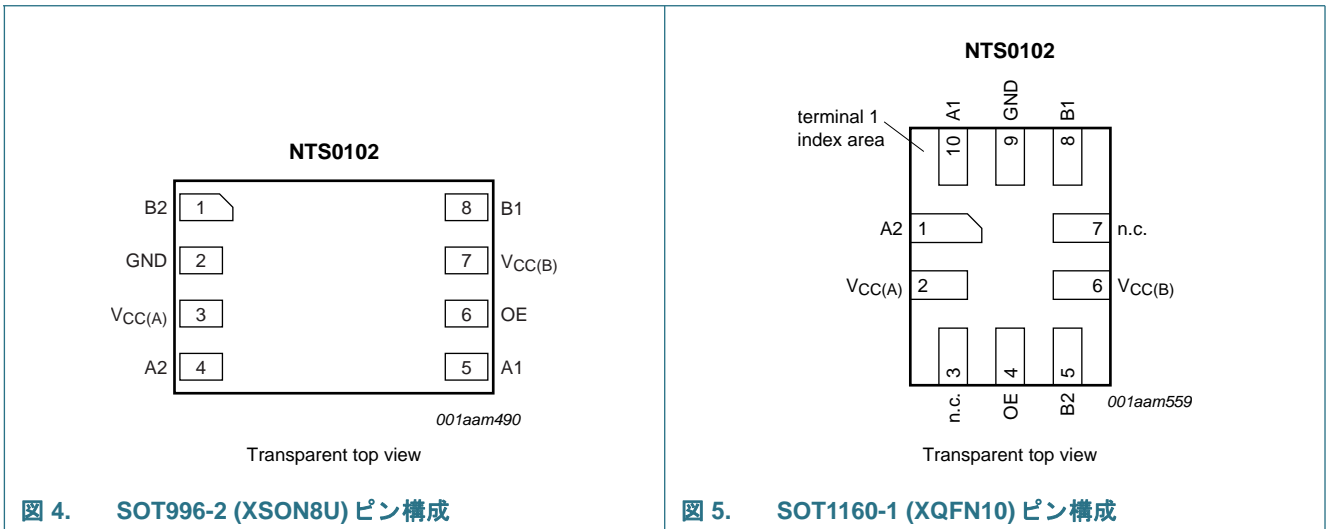 NTS0102
B2 1 8 B1
GND 2 7 VCC(B)
VCC(A) 3 6 OE
A2 4 5 A1
001aam490
Transparent top view
図 4. SOT996-2 (XSON8U) ピン構成
NTS0102
terminal 1
index area
A1 GND B1
10 9 8
A2 1 7 n.c.
VCC(A) 2 6 VCC(B)
3 4 5
n.c. OE B2
001aam559
Transparent top view
図 5. SOT1160-1 (XQFN10) ピン構成